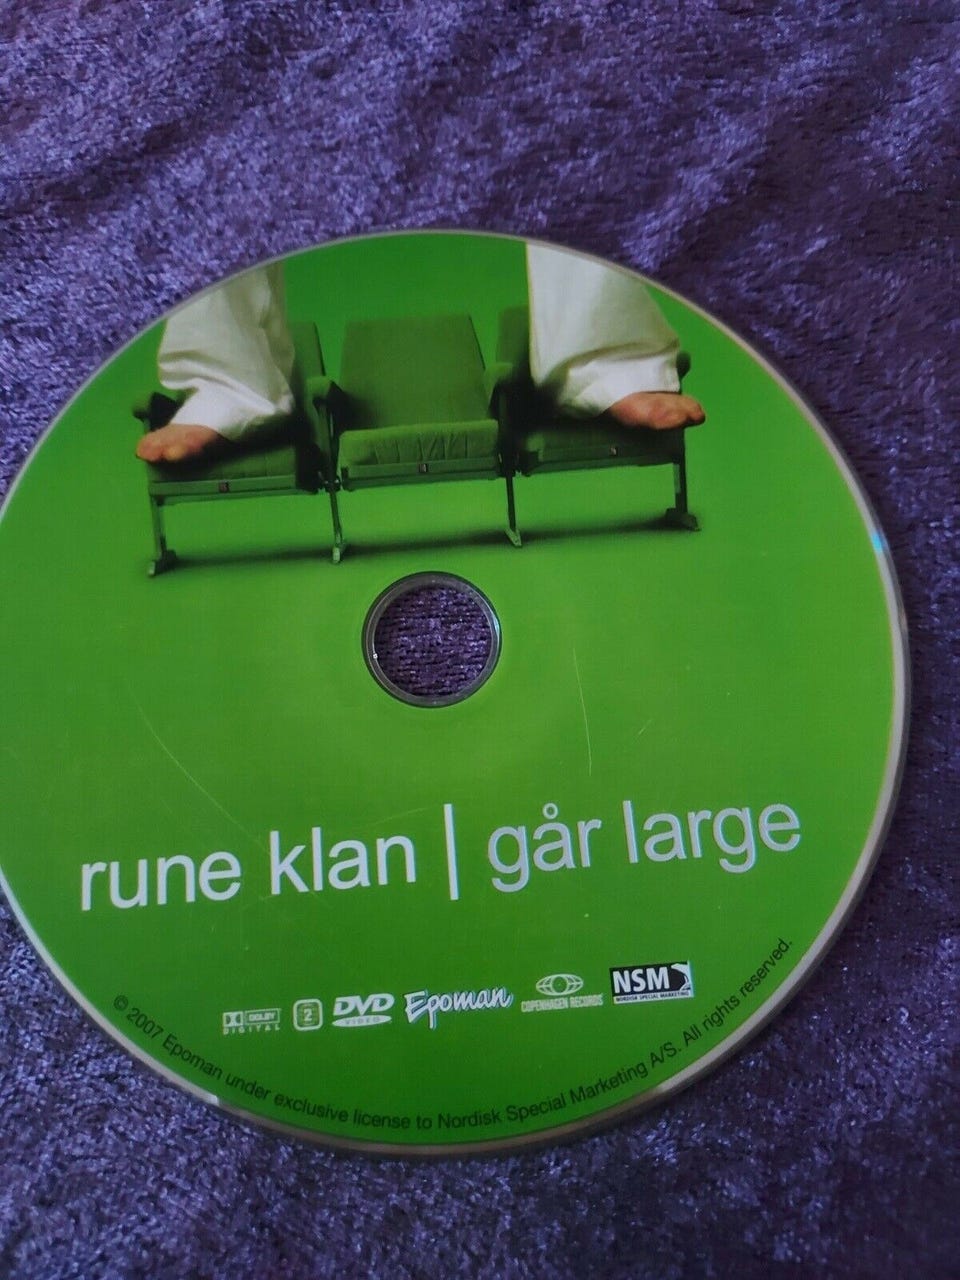 rune klan | går large
DOLBY
DIGITAL
2
DVD
VIDEO
Epoman
COPENHAGEN RECORDS
NSM
NORDISK SPECIAL MARKETING
© 2007 Epoman under exclusive license to Nordisk Special Marketing A/S. All rights reserved.